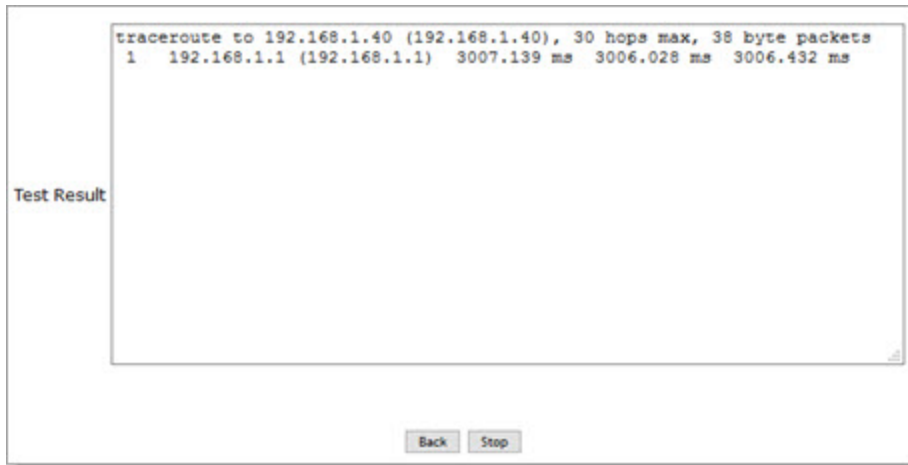 traceroute to 192.168.1.40 (192.168.1.40), 30 hops max, 38 byte packets
1 192.168.1.1 (192.168.1.1) 3007.139 ms 3006.028 ms 3006.432 ms
Test Result
Back Stop